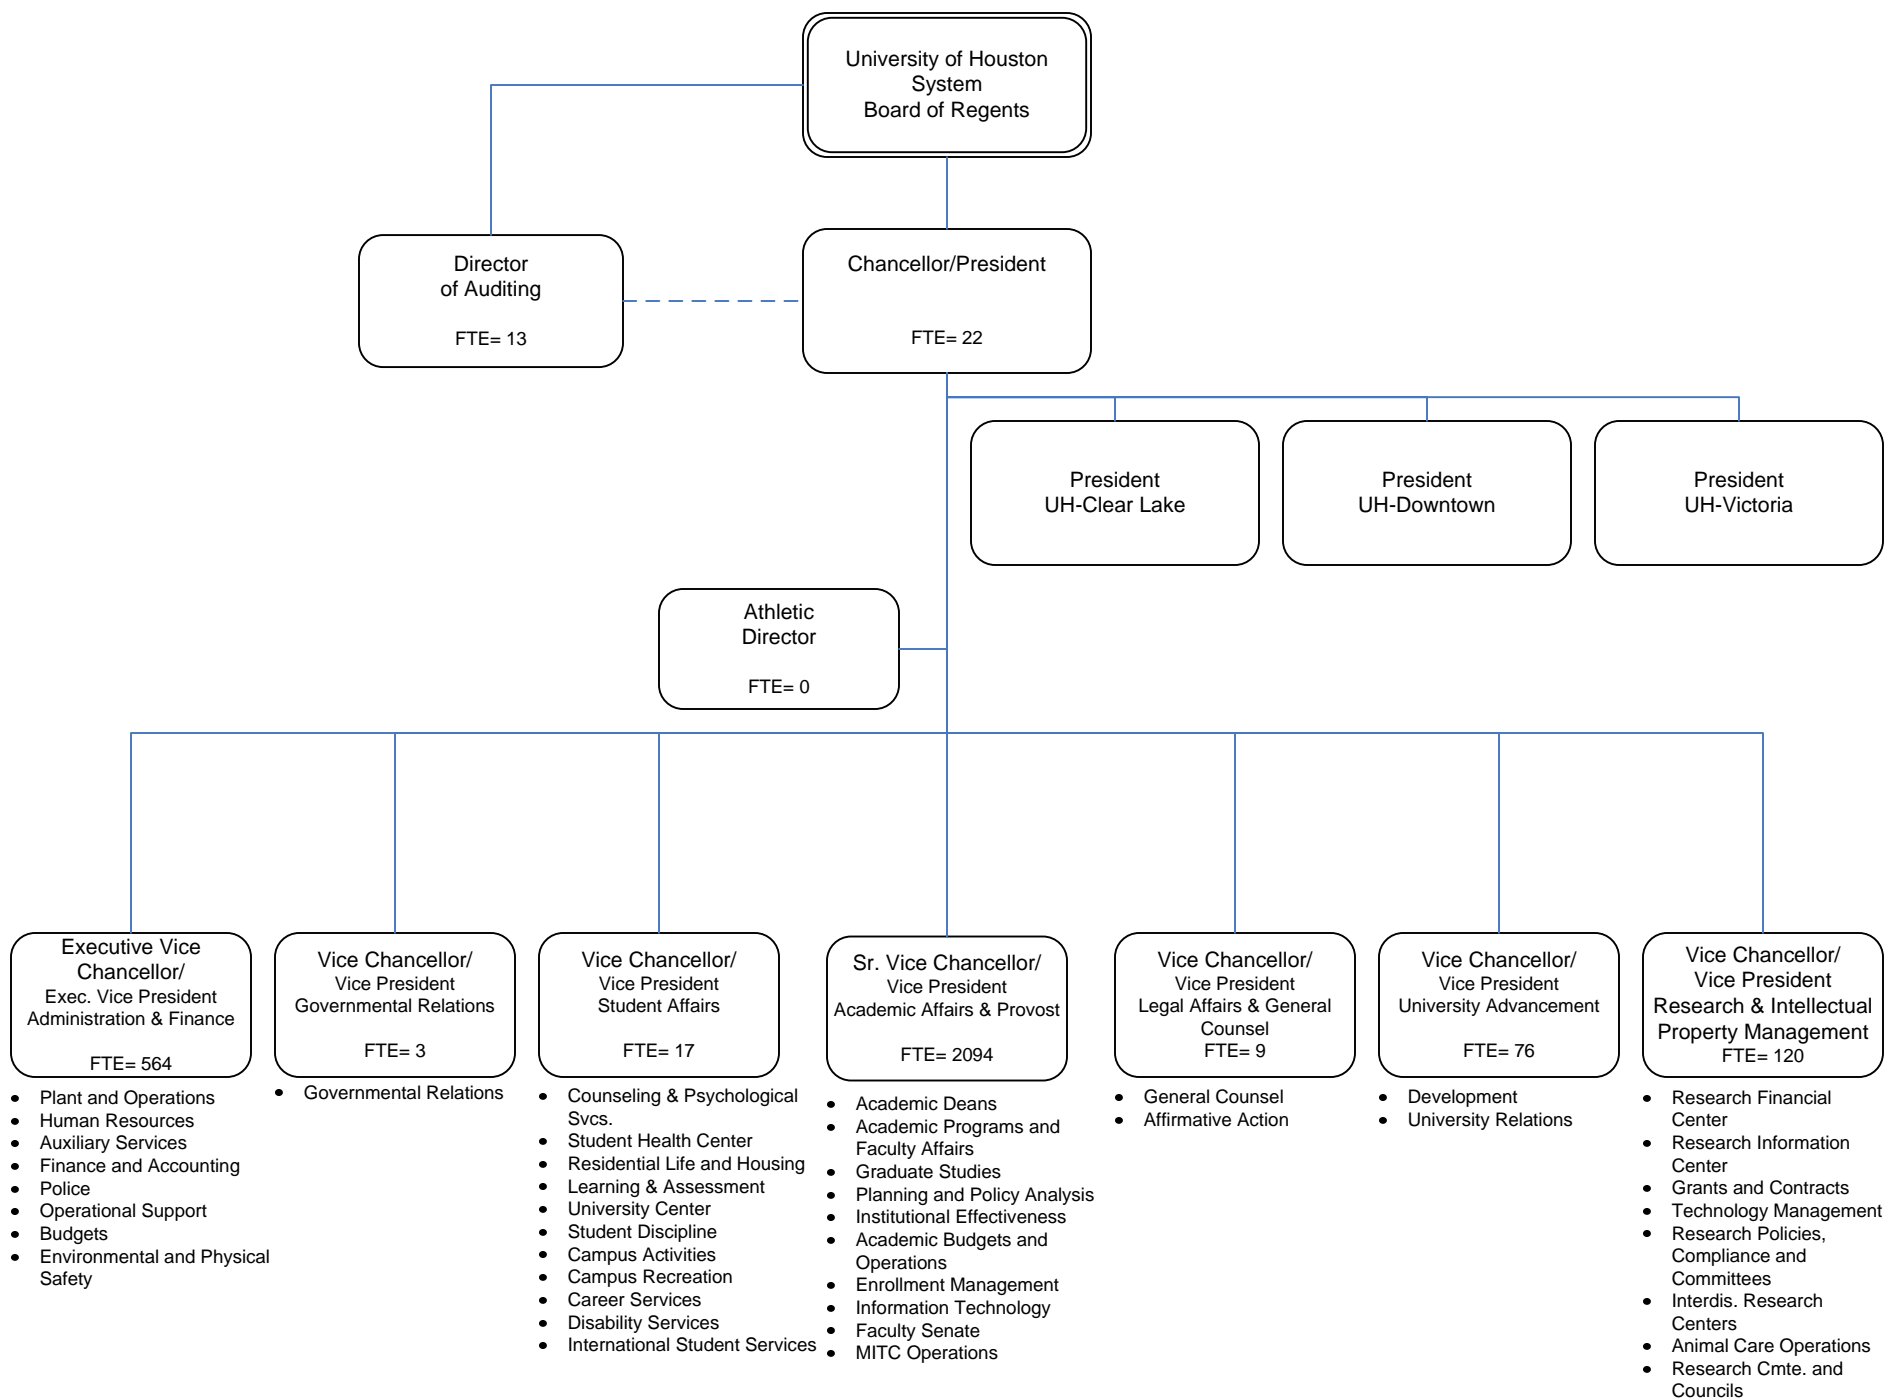 University of Houston
System
Board of Regents
Director
of Auditing
FTE= 13
Chancellor/President
FTE= 22
President
UH-Clear Lake
President
UH-Downtown
President
UH-Victoria
Athletic
Director
FTE= 0
Executive Vice
Chancellor/
Exec. Vice President
Administration & Finance
FTE= 564
• Plant and Operations
• Human Resources
• Auxiliary Services
• Finance and Accounting
• Police
• Operational Support
• Budgets
• Environmental and Physical
Safety
Vice Chancellor/
Vice President
Governmental Relations
FTE= 3
• Governmental Relations
Vice Chancellor/
Vice President
Student Affairs
FTE= 17
• Counseling & Psychological
Svcs.
• Student Health Center
• Residential Life and Housing
• Learning & Assessment
• University Center
• Student Discipline
• Campus Activities
• Campus Recreation
• Career Services
• Disability Services
• International Student Services
Sr. Vice Chancellor/
Vice President
Academic Affairs & Provost
FTE= 2094
• Academic Deans
• Academic Programs and
Faculty Affairs
• Graduate Studies
• Planning and Policy Analysis
• Institutional Effectiveness
• Academic Budgets and
Operations
• Enrollment Management
• Information Technology
• Faculty Senate
• MITC Operations
Vice Chancellor/
Vice President
Legal Affairs & General
Counsel
FTE= 9
• General Counsel
• Affirmative Action
Vice Chancellor/
Vice President
University Advancement
FTE= 76
• Development
• University Relations
Vice Chancellor/
Vice President
Research & Intellectual
Property Management
FTE= 120
• Research Financial
Center
• Research Information
Center
• Grants and Contracts
• Technology Management
• Research Policies,
Compliance and
Committees
• Interdis. Research
Centers
• Animal Care Operations
• Research Cmte. and
Councils